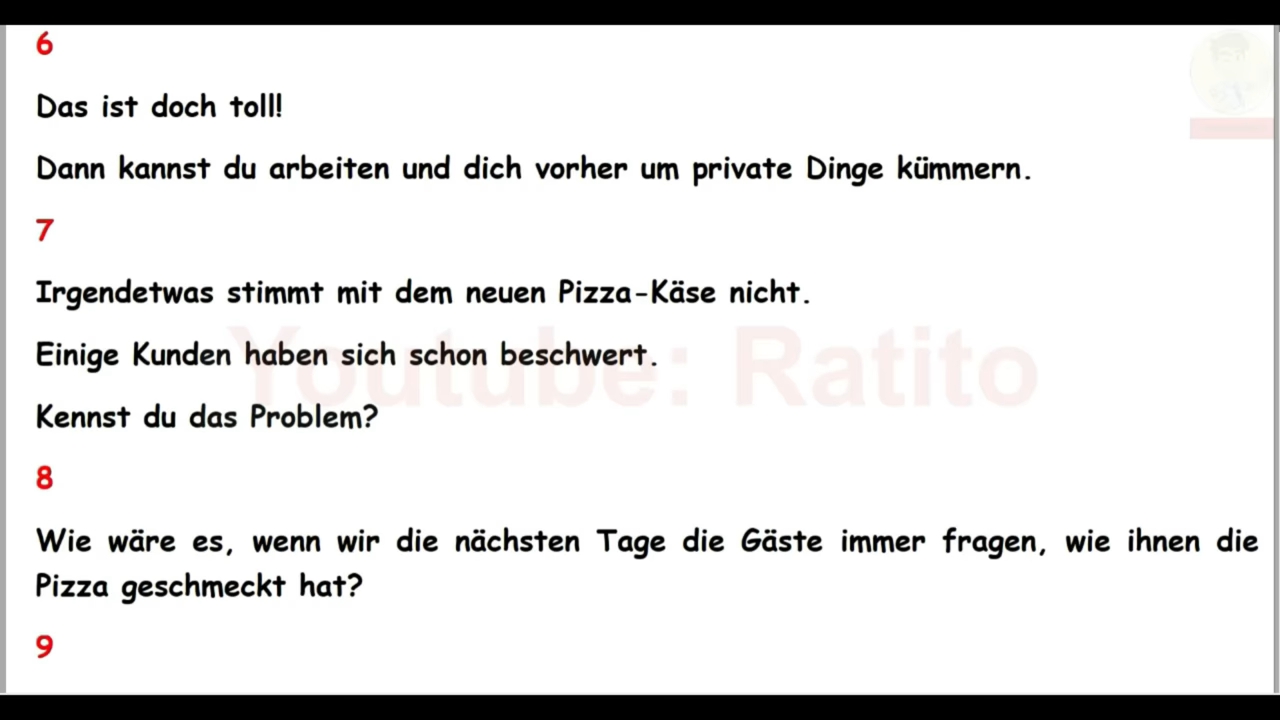 6
Das ist doch toll!
Dann kannst du arbeiten und dich vorher um private Dinge kümmern.
7
Irgendetwas stimmt mit dem neuen Pizza-Käse nicht.
Einige Kunden haben sich schon beschwert.
Youtube: Ratito
Kennst du das Problem?
8
Wie wäre es, wenn wir die nächsten Tage die Gäste immer fragen, wie ihnen die
Pizza geschmeckt hat?
9